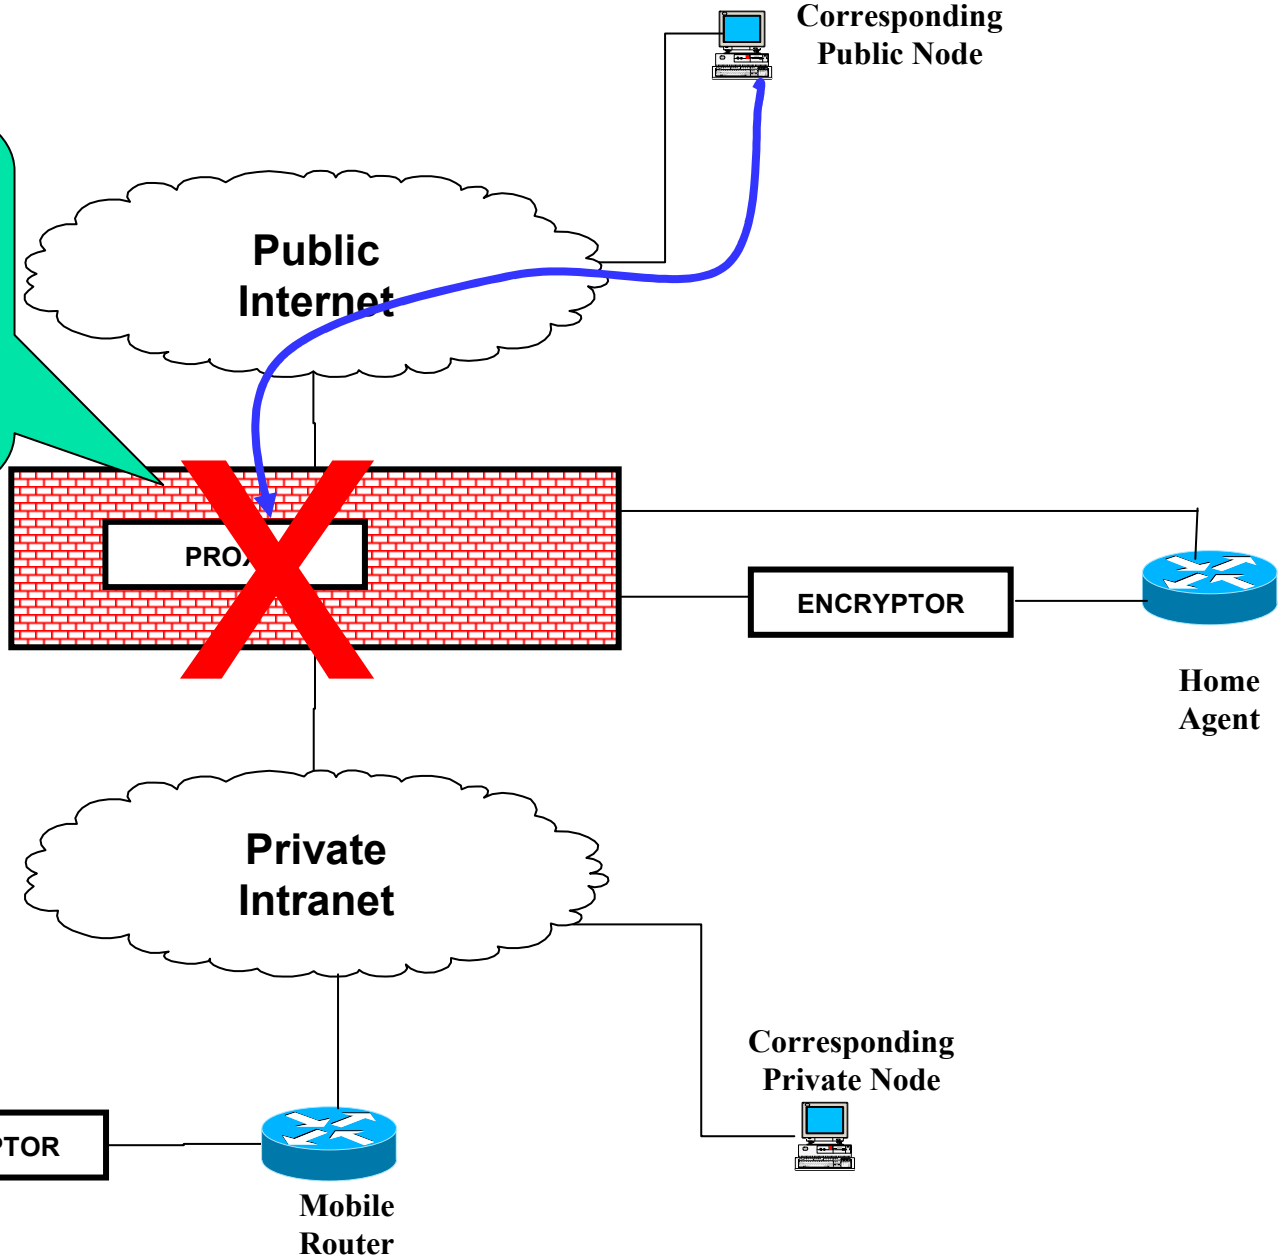 Corresponding
Public Node
Public
Internet
PROX
ENCRYPTOR
Home
Agent
Private
Intranet
Corresponding
Private Node
PTOR
Mobile
Router